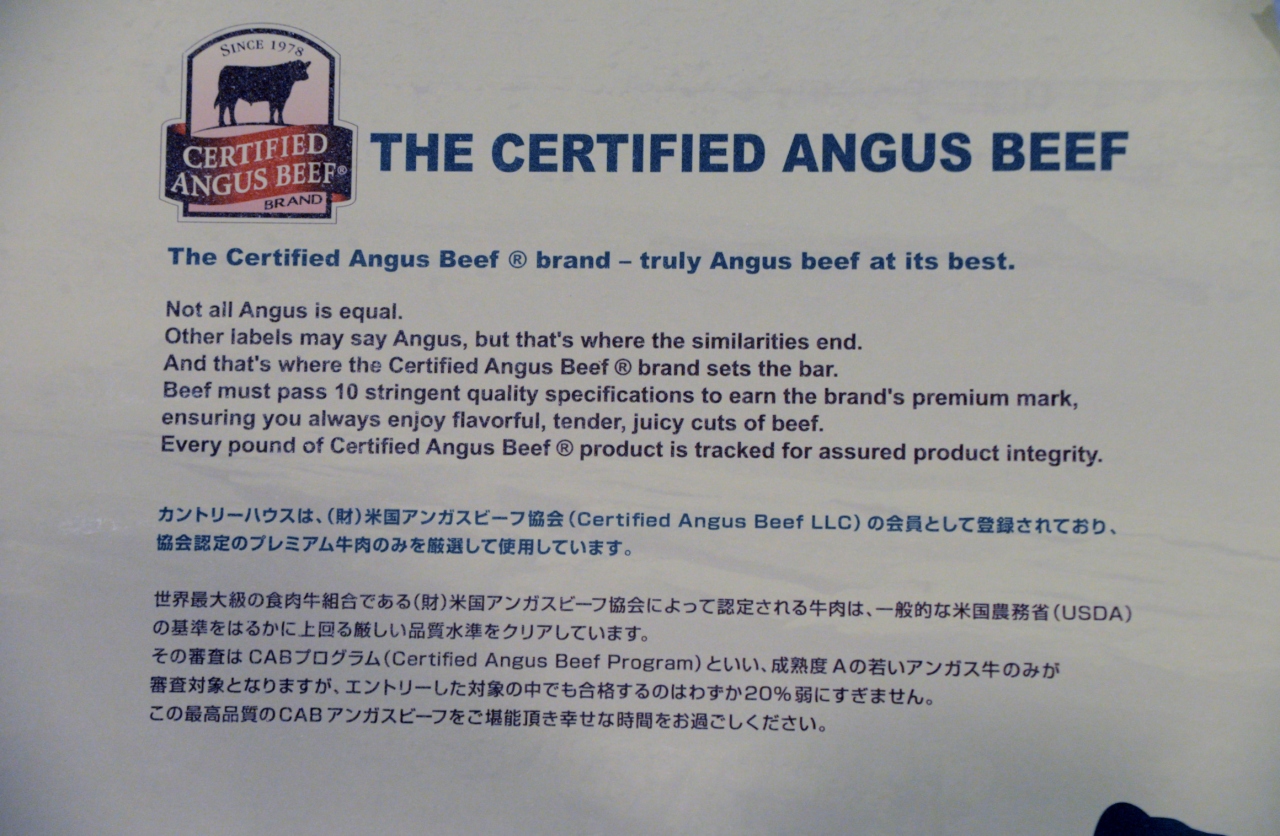 SINCE 1978
CERTIFIED
ANGUS BEEF®
BRAND
THE CERTIFIED ANGUS BEEF
The Certified Angus Beef ® brand – truly Angus beef at its best.
Not all Angus is equal.
Other labels may say Angus, but that's where the similarities end.
And that's where the Certified Angus Beef ® brand sets the bar.
Beef must pass 10 stringent quality specifications to earn the brand's premium mark,
ensuring you always enjoy flavorful, tender, juicy cuts of beef.
Every pound of Certified Angus Beef ® product is tracked for assured product integrity.
カントリーハウスは、（財）米国アンガスビーフ協会（Certified Angus Beef LLC）の会員として登録されており、
協会認定のプレミアム牛肉のみを厳選して使用しています。
世界最大級の食肉牛組合である（財）米国アンガスビーフ協会によって認定される牛肉は、一般的な米国農務省（USDA）
の基準をはるかに上回る厳しい品質水準をクリアしています。
その審査は CABプログラム（Certified Angus Beef Program）といい、成熟度 Aの若いアンガス牛のみが
審査対象となりますが、エントリーした対象の中でも合格するのはわずか20％弱にすぎません。
この最高品質のCABアンガスビーフをご堪能頂き幸せな時間をお過ごしください。